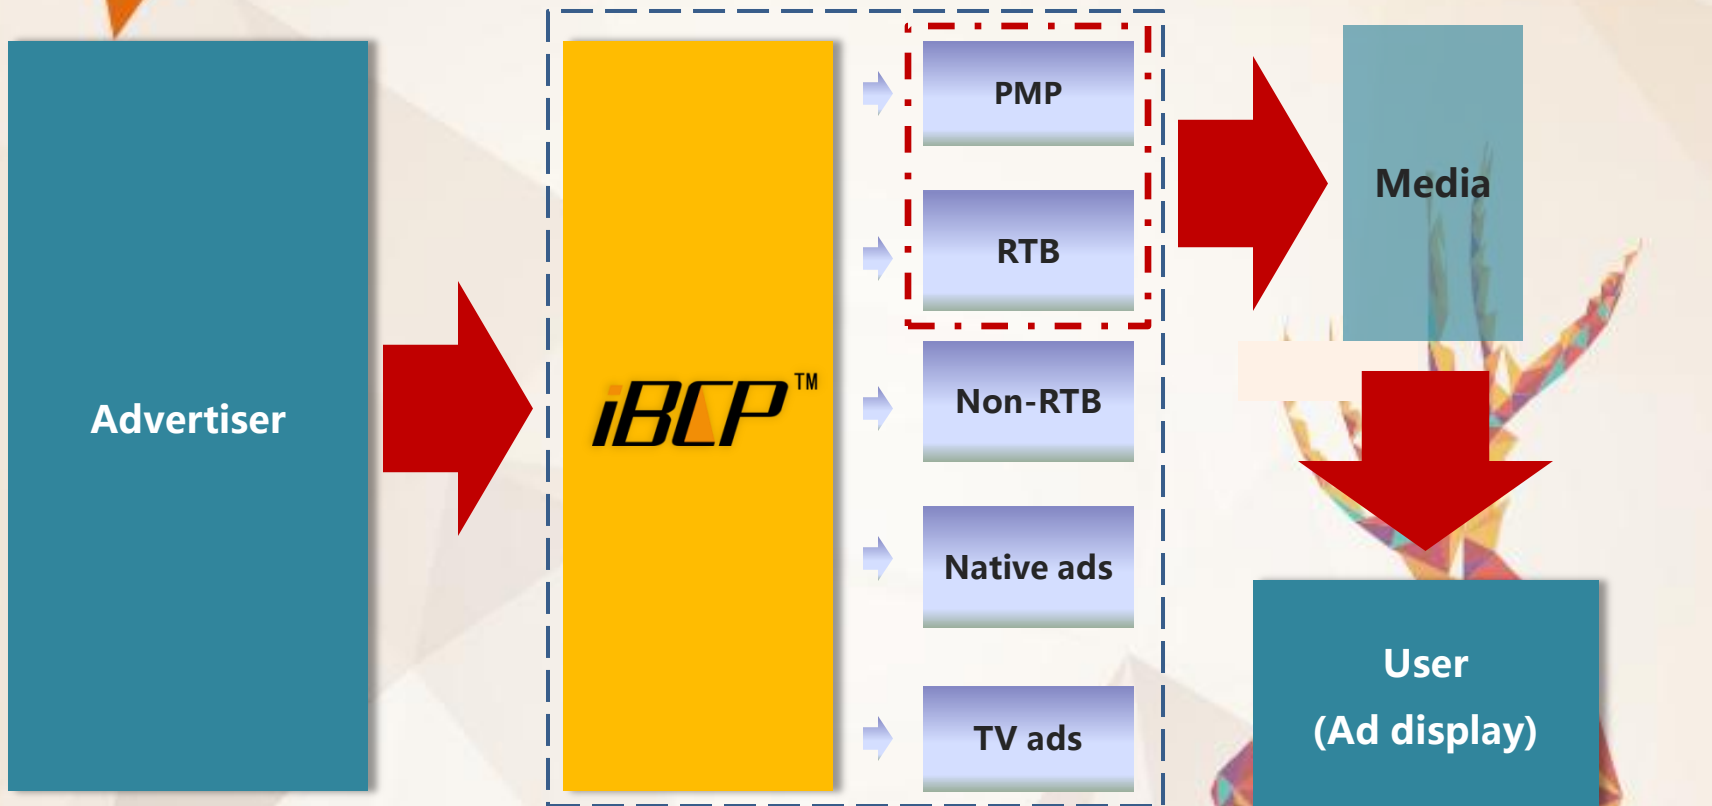 Advertiser
iBCP™
PMP
RTB
Non-RTB
Native ads
TV ads
Media
User
(Ad display)